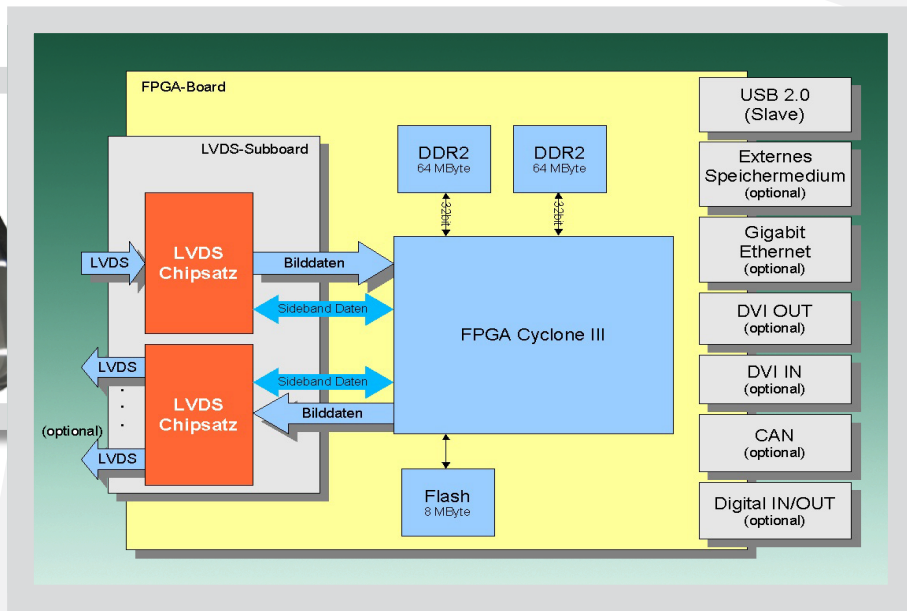 FPGA-Board
LVDS-Subboard
LVDS
LVDS
Chipsatz
Bilddaten
Sideband Daten
LVDS
LVDS
Chipsatz
Sideband Daten
Bilddaten
(optional)
LVDS
DDR2
64 MByte
DDR2
64 MByte
32bit
32bit
FPGA Cyclone III
Flash
8 MByte
USB 2.0
(Slave)
Externes
Speichermedium
(optional)
Gigabit
Ethernet
(optional)
DVI OUT
(optional)
DVI IN
(optional)
CAN
(optional)
Digital IN/OUT
(optional)